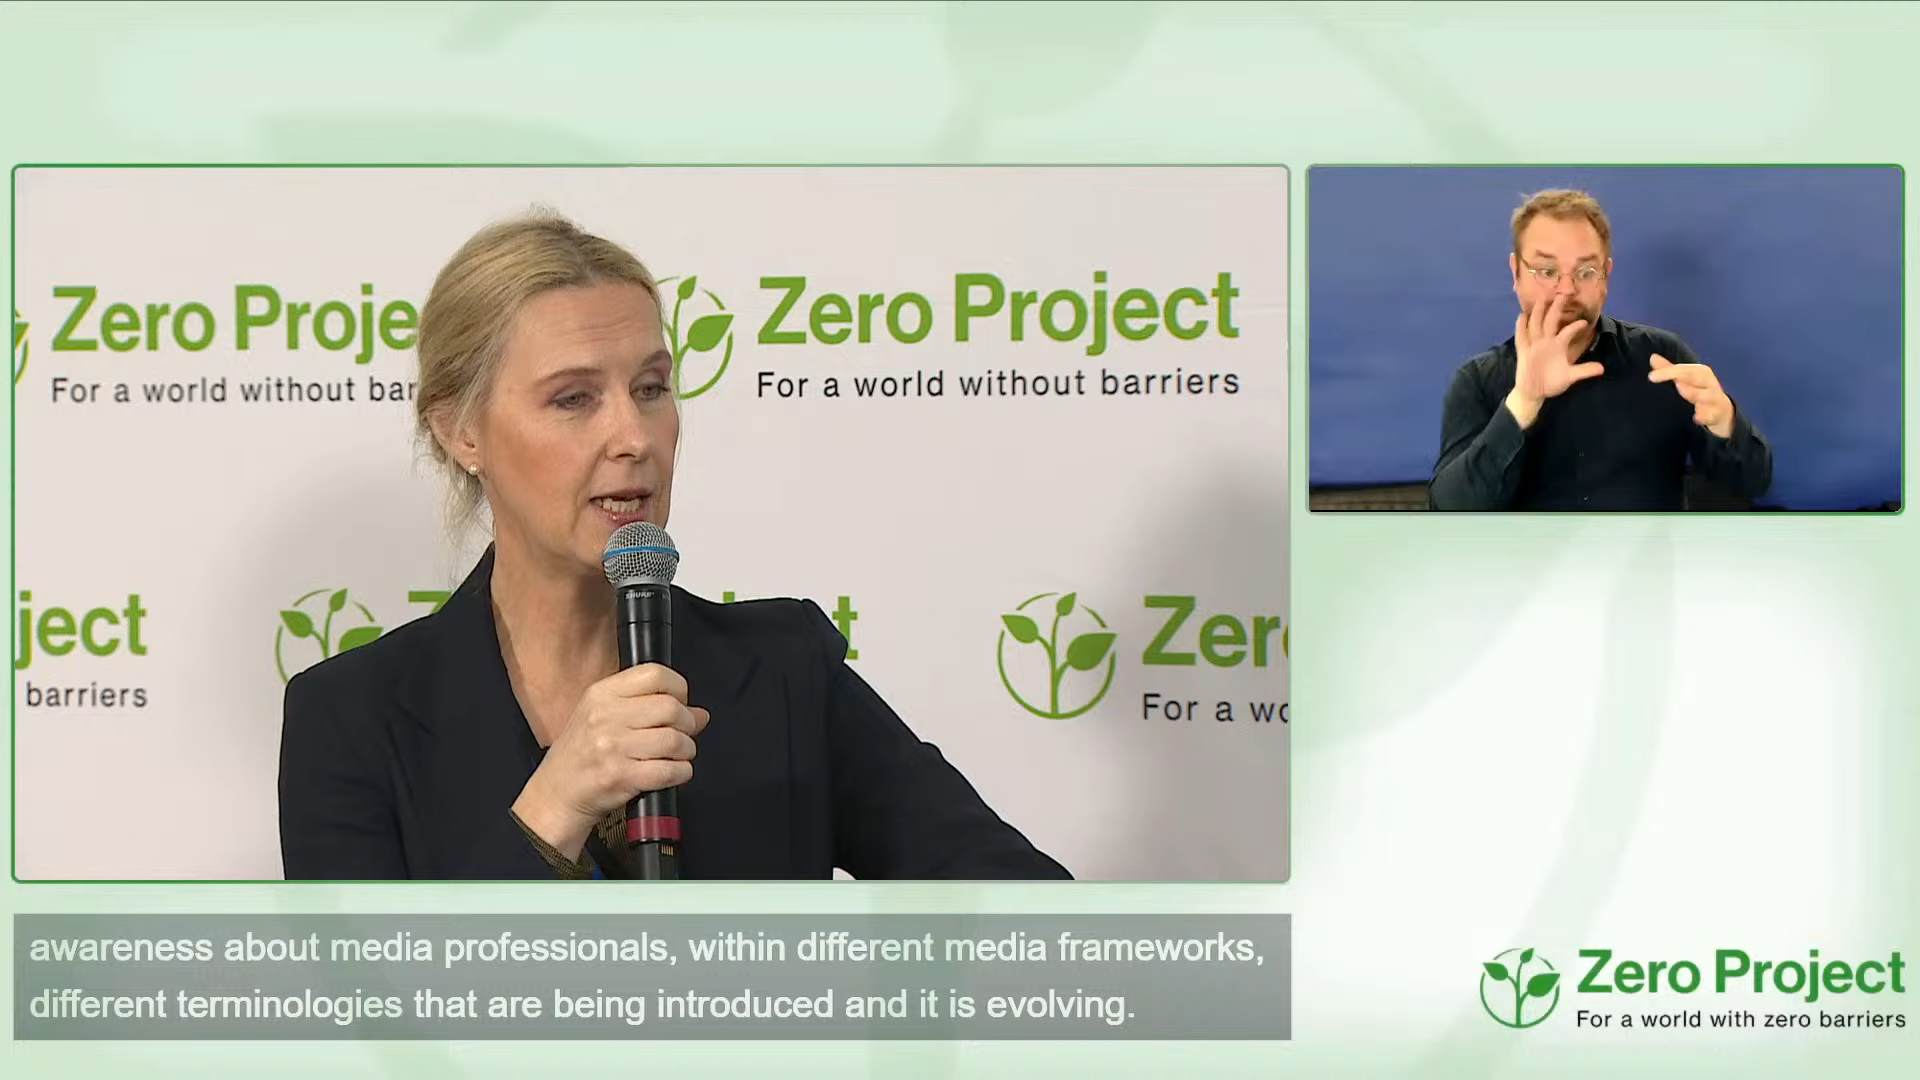 Zero Proje
For a world without bar
Zero Project
For a world without barriers
ject
barriers
Z
t
Zer
For a wo
SHURE
awareness about media professionals, within different media frameworks,
different terminologies that are being introduced and it is evolving.
Zero Project
For a world with zero barriers